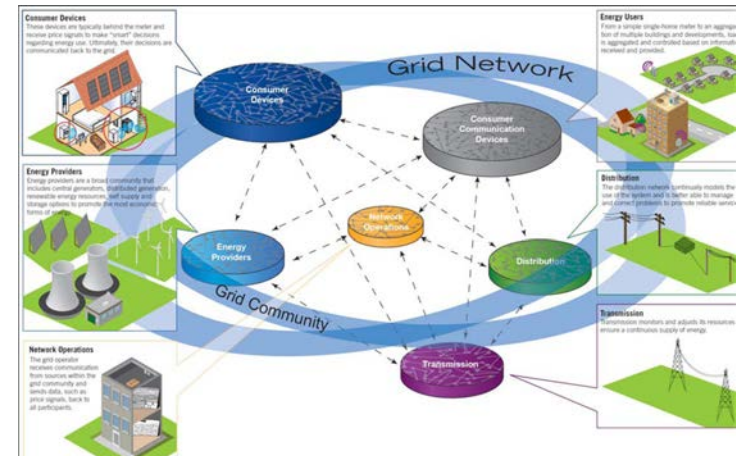 Consumer Devices
These devices are typically behind the meter and
receive price signals to make "smart" decisions
regarding energy use. Ultimately, their decisions are
communicated back to the grid.
Energy Users
From a simple single-home meter to an aggrega-
tion of multiple buildings and developments, load
is aggregated and controlled based on informatio
received and provided.
Grid Network
Consumer
Devices
Consumer
Communication
Devices
Energy Providers
Energy providers are a broad community that
includes central generators, distributed generation,
renewable energy resources, self supply and
storage options to promote the most economic
forms of energy.
Distribution
The distribution network continuously models the
use of the system and is better able to manage
and correct problems to promote reliable service
Network
Operations
Energy
Providers
Distribution
Grid Community
Transmission
Transmission
Transmission monitors and adjusts its resources
ensure a continuous supply of energy.
Network Operations
The grid operator
receives communication
from sources within the
grid community and
sends data, such as
price signals, back to
all participants.